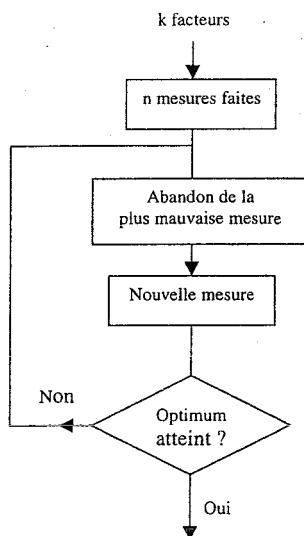 k facteurs
n mesures faites
Abandon de la
plus mauvaise mesure
Nouvelle mesure
Non
Optimum
atteint ?
Oui